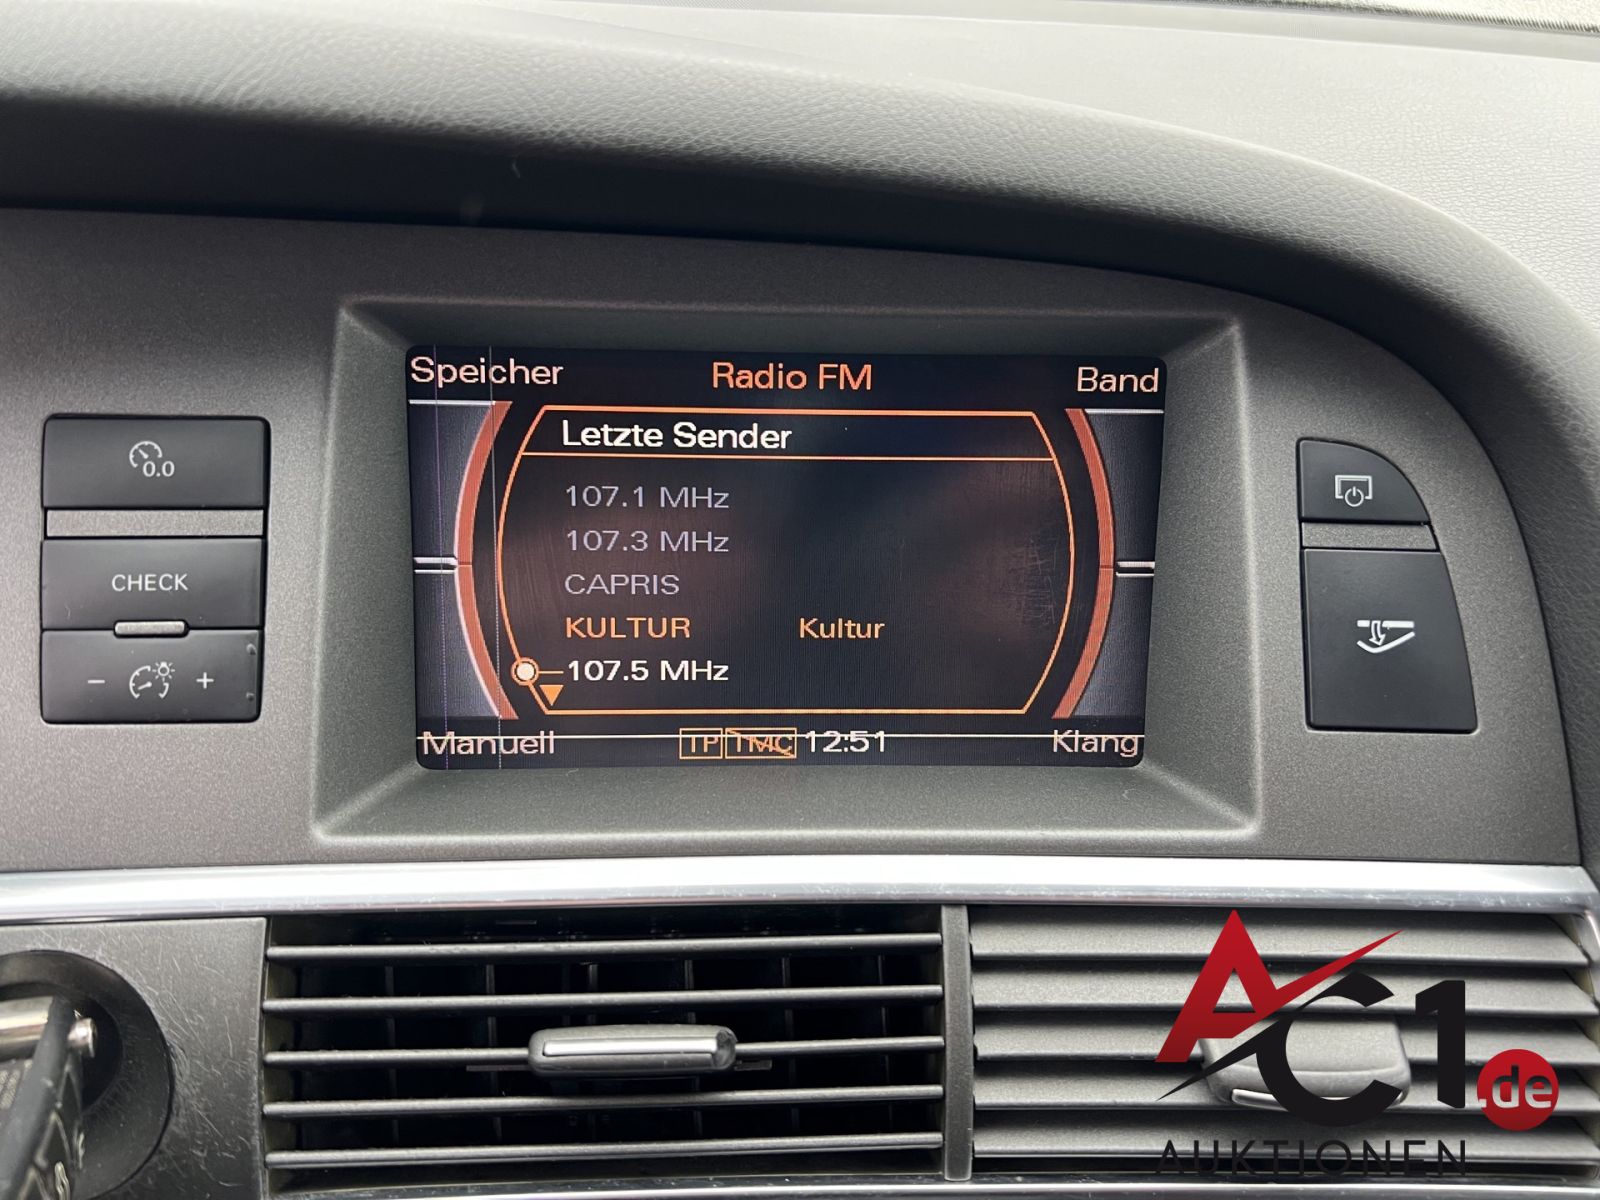 Speicher Radio FM Band
Letzte Sender
107.1 MHz
107.3 MHz
CAPRIS
KULTUR Kultur
107.5 MHz
Manuell TP TMC 12:51 Klang
0.0
CHECK
- +
AC1.de
AUKTIONEN